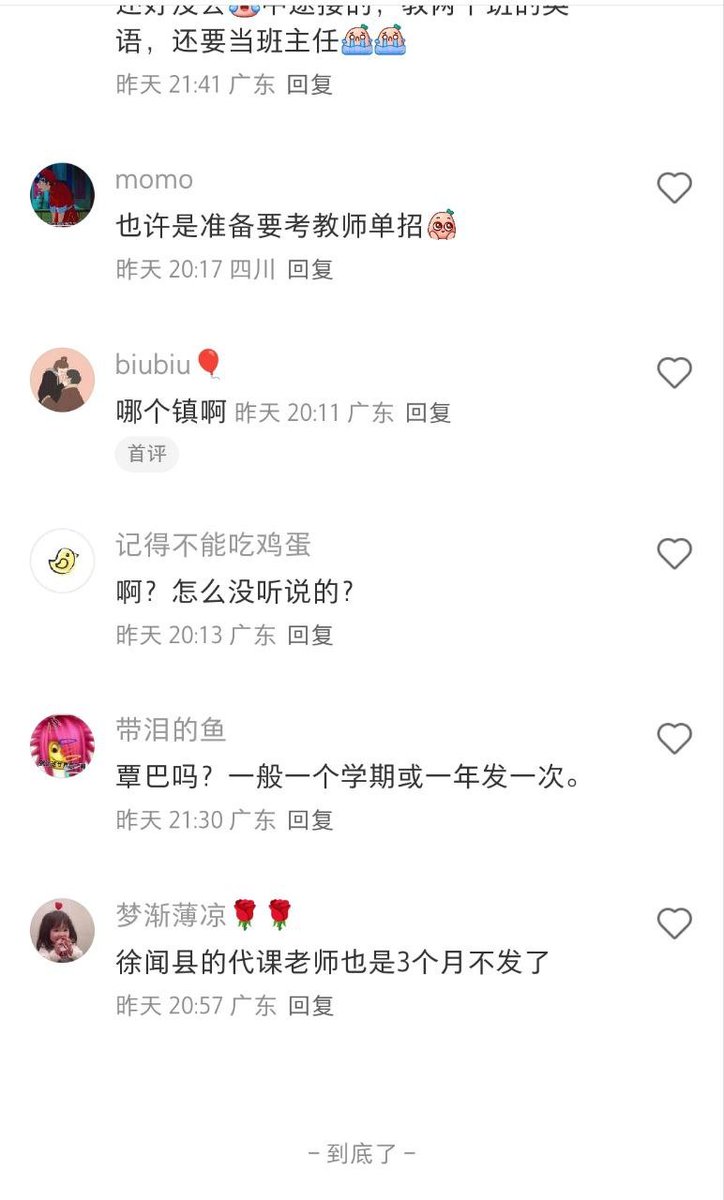 语，还要当班主任
昨天 21:41 广东 回复
momo
也许是准备要考教师单招
昨天 20:17 四川 回复
biubiu
哪个镇啊 昨天 20:11 广东 回复
首评
记得不能吃鸡蛋
啊？怎么没听说的？
昨天 20:13 广东 回复
带泪的鱼
覃巴吗？一般一个学期或一年发一次。
昨天 21:30 广东 回复
梦渐薄凉🌹🌹
徐闻县的代课老师也是3个月不发了
昨天 20:57 广东 回复
- 到底了 -